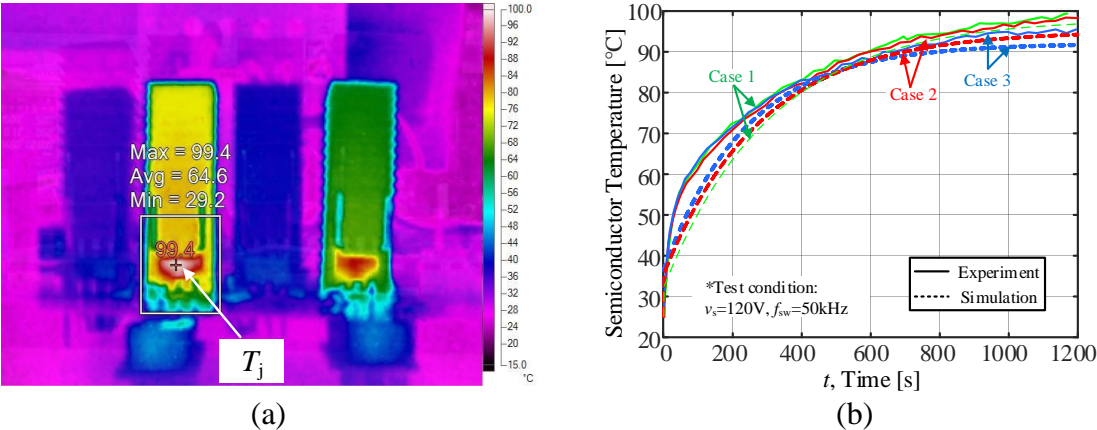 Max = 99.4
Avg = 64.6
Min = 29.2
99.4
T_j
100.0
96
92
88
84
80
76
72
68
64
60
56
52
48
44
40
36
32
28
24
20
15.0
°C
(a)
Semiconductor Temperature [°C]
100
90
80
70
60
50
40
30
20
Case 1
Case 2
Case 3
*Test condition:
v_s=120V, f_sw=50kHz
Experiment
Simulation
0
200
400
600
800
1000
1200
t, Time [s]
(b)